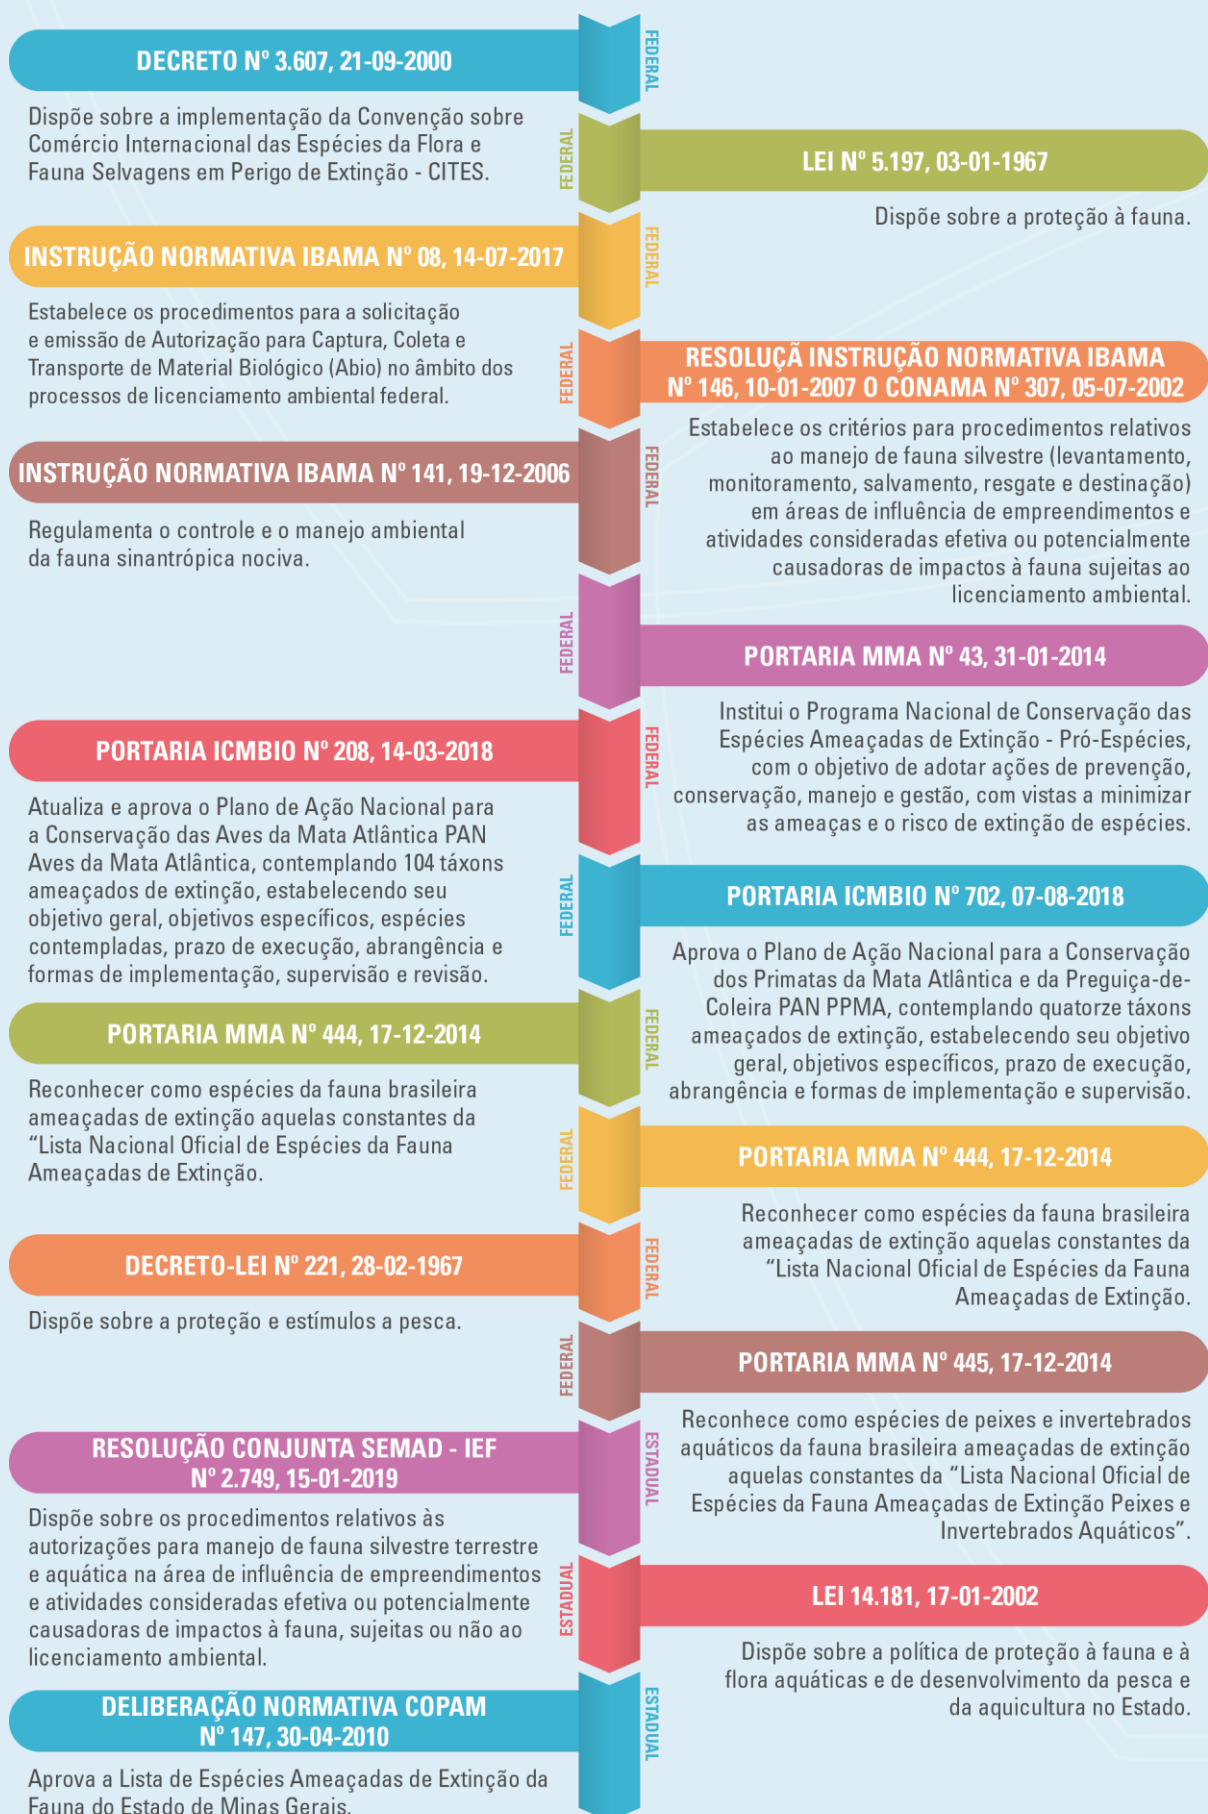 FEDERAL
DECRETO Nº 3.607, 21-09-2000
Dispõe sobre a implementação da Convenção sobre
Comércio Internacional das Espécies da Flora e
Fauna Selvagens em Perigo de Extinção - CITES.
FEDERAL
LEI Nº 5.197, 03-01-1967
Dispõe sobre a proteção à fauna.
FEDERAL
INSTRUÇÃO NORMATIVA IBAMA Nº 08, 14-07-2017
Estabelece os procedimentos para a solicitação
e emissão de Autorização para Captura, Coleta e
Transporte de Material Biológico (Abio) no âmbito dos
processos de licenciamento ambiental federal.
FEDERAL
RESOLUÇÃ INSTRUÇÃO NORMATIVA IBAMA
Nº 146, 10-01-2007 O CONAMA Nº 307, 05-07-2002
Estabelece os critérios para procedimentos relativos
ao manejo de fauna silvestre (levantamento,
monitoramento, salvamento, resgate e destinação)
em áreas de influência de empreendimentos e
atividades consideradas efetiva ou potencialmente
causadoras de impactos à fauna sujeitas ao
licenciamento ambiental.
FEDERAL
INSTRUÇÃO NORMATIVA IBAMA Nº 141, 19-12-2006
Regulamenta o controle e o manejo ambiental
da fauna sinantrópica nociva.
FEDERAL
PORTARIA MMA Nº 43, 31-01-2014
Institui o Programa Nacional de Conservação das
Espécies Ameaçadas de Extinção - Pró-Espécies,
com o objetivo de adotar ações de prevenção,
conservação, manejo e gestão, com vistas a minimizar
as ameaças e o risco de extinção de espécies.
FEDERAL
PORTARIA ICMBIO Nº 208, 14-03-2018
Atualiza e aprova o Plano de Ação Nacional para
a Conservação das Aves da Mata Atlântica PAN
Aves da Mata Atlântica, contemplando 104 táxons
ameaçados de extinção, estabelecendo seu
objetivo geral, objetivos específicos, espécies
contempladas, prazo de execução, abrangência e
formas de implementação, supervisão e revisão.
FEDERAL
PORTARIA ICMBIO Nº 702, 07-08-2018
Aprova o Plano de Ação Nacional para a Conservação
dos Primatas da Mata Atlântica e da Preguiça-de-
Coleira PAN PPMA, contemplando quatorze táxons
ameaçados de extinção, estabelecendo seu objetivo
geral, objetivos específicos, prazo de execução,
abrangência e formas de implementação e supervisão.
FEDERAL
PORTARIA MMA Nº 444, 17-12-2014
Reconhecer como espécies da fauna brasileira
ameaçadas de extinção aquelas constantes da
“Lista Nacional Oficial de Espécies da Fauna
Ameaçadas de Extinção.
FEDERAL
PORTARIA MMA Nº 444, 17-12-2014
Reconhecer como espécies da fauna brasileira
ameaçadas de extinção aquelas constantes da
“Lista Nacional Oficial de Espécies da Fauna
Ameaçadas de Extinção.
FEDERAL
DECRETO-LEI Nº 221, 28-02-1967
Dispõe sobre a proteção e estímulos a pesca.
FEDERAL
PORTARIA MMA Nº 445, 17-12-2014
Reconhece como espécies de peixes e invertebrados
aquáticos da fauna brasileira ameaçadas de extinção
aquelas constantes da “Lista Nacional Oficial de
Espécies da Fauna Ameaçadas de Extinção Peixes e
Invertebrados Aquáticos”.
ESTADUAL
RESOLUÇÃO CONJUNTA SEMAD - IEF
Nº 2.749, 15-01-2019
Dispõe sobre os procedimentos relativos às
autorizações para manejo de fauna silvestre terrestre
e aquática na área de influência de empreendimentos
e atividades consideradas efetiva ou potencialmente
causadoras de impactos à fauna, sujeitas ou não ao
licenciamento ambiental.
ESTADUAL
LEI 14.181, 17-01-2002
Dispõe sobre a política de proteção à fauna e à
flora aquáticas e de desenvolvimento da pesca e
da aquicultura no Estado.
ESTADUAL
DELIBERAÇÃO NORMATIVA COPAM
Nº 147, 30-04-2010
Aprova a Lista de Espécies Ameaçadas de Extinção da
Fauna do Estado de Minas Gerais.